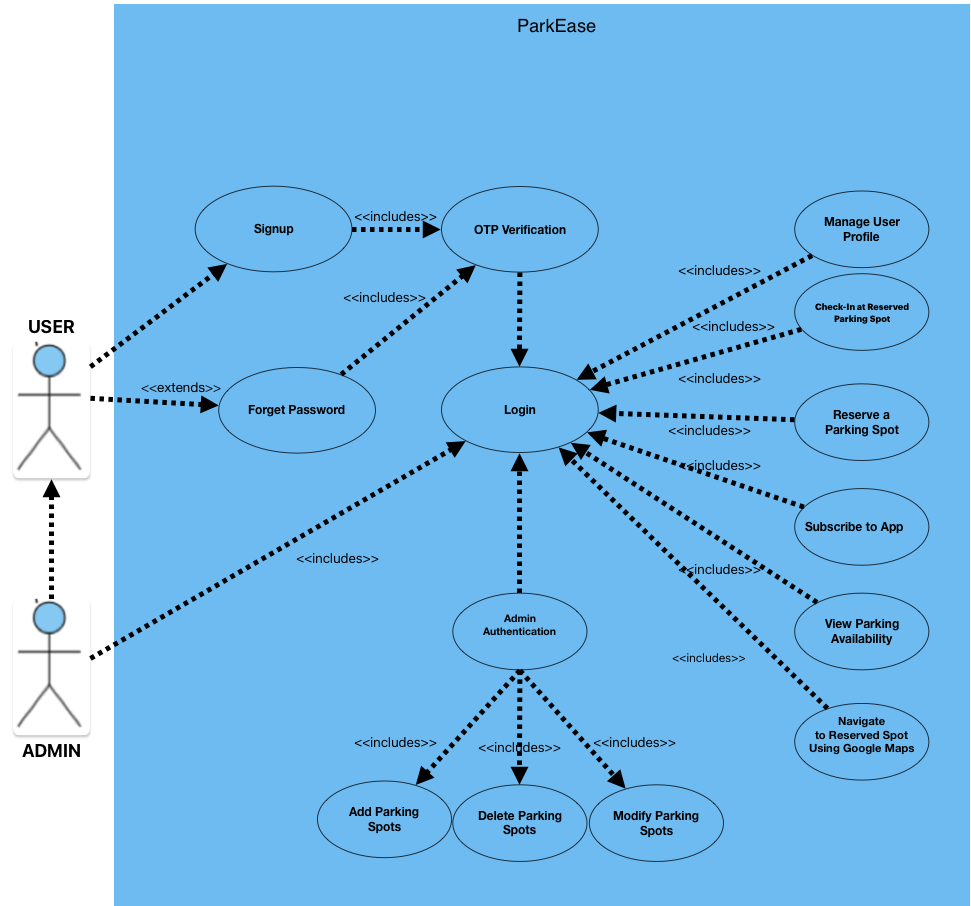 ParkEase
Signup
<<includes>>
OTP Verification
Manage User
Profile
<<includes>>
<<includes>>
Check-In at Reserved
Parking Spot
USER
<<includes>>
<<extends>>
<<includes>>
Forget Password
Login
Reserve a
Parking Spot
<<includes>>
<<includes>>
Subscribe to App
<<includes>>
<<includes>>
Admin
Authentication
View Parking
Availability
<<includes>>
ADMIN
Navigate
to Reserved Spot
Using Google Maps
<<includes>>
<<includes>>
<<includes>>
Add Parking
Spots
Delete Parking
Spots
Modify Parking
Spots